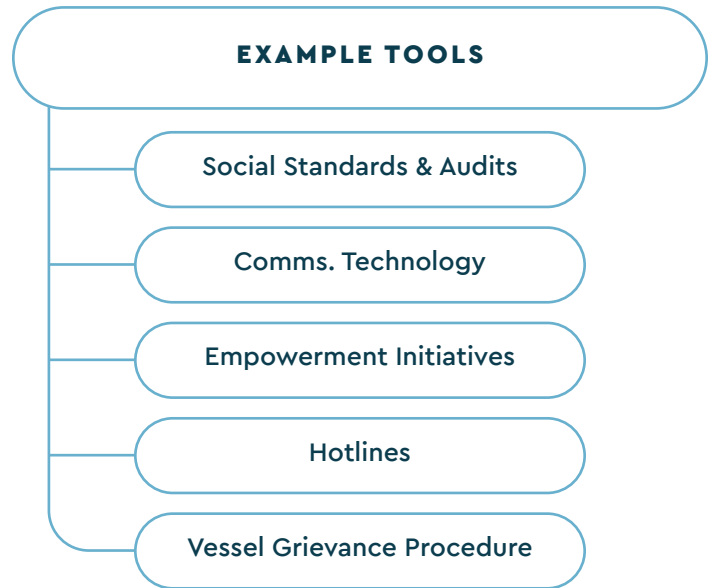 EXAMPLE TOOLS
Social Standards & Audits
Comms. Technology
Empowerment Initiatives
Hotlines
Vessel Grievance Procedure